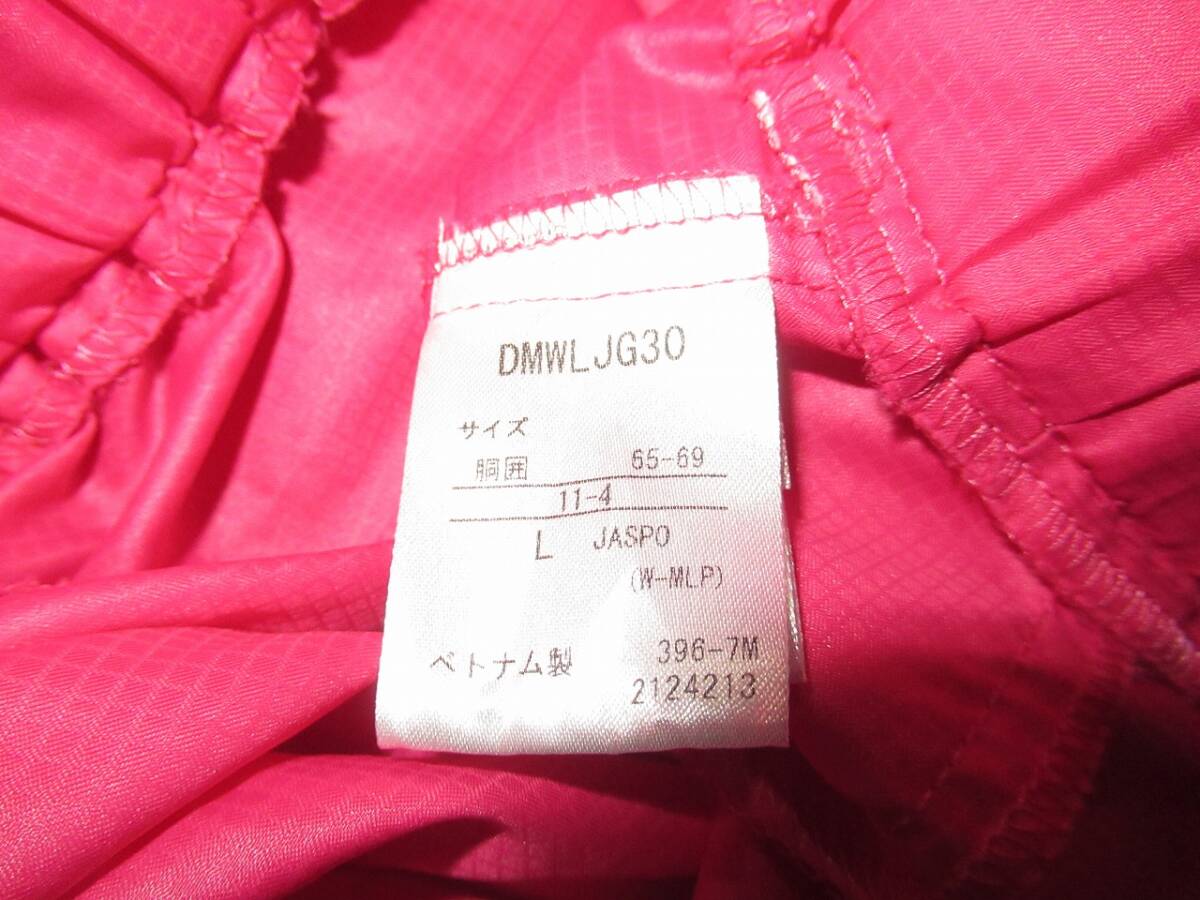 DMWLJG30
サイズ
胴囲 65-69
11-4
L JASPO
(W-MLP)
ベトナム製 396-7M
2124213